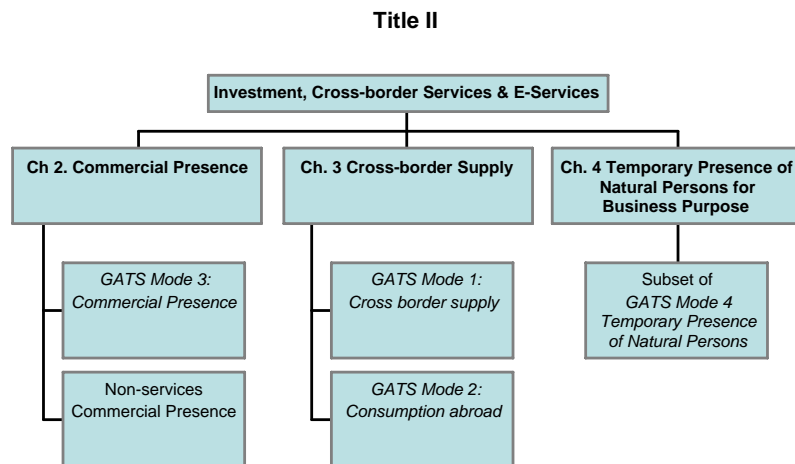 Title II
Investment, Cross-border Services & E-Services
Ch 2. Commercial Presence
Ch. 3 Cross-border Supply
Ch. 4 Temporary Presence of
Natural Persons for
Business Purpose
GATS Mode 3:
Commercial Presence
GATS Mode 1:
Cross border supply
Subset of
GATS Mode 4
Temporary Presence
of Natural Persons
Non-services
Commercial Presence
GATS Mode 2:
Consumption abroad